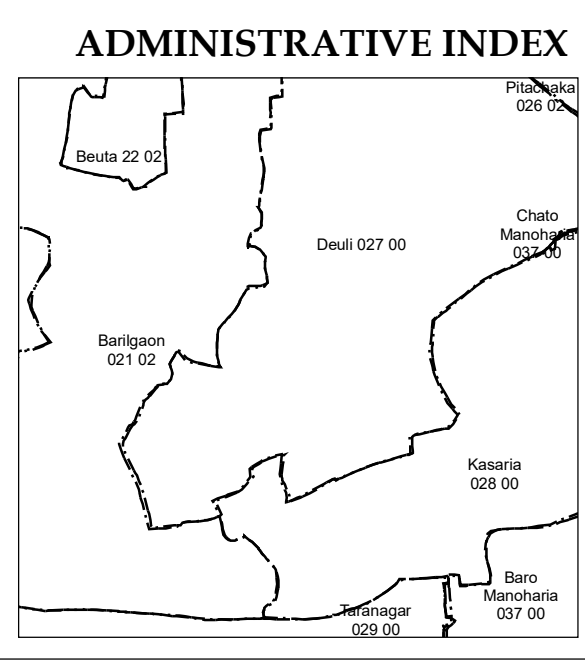 ADMINISTRATIVE INDEX
Pitachaka
026 02
Beuta 22 02
Chato
Manoharia
037 00
Deuli 027 00
Barilgaon
021 02
Kasaria
028 00
Baro
Manoharia
037 00
Taranagar
029 00